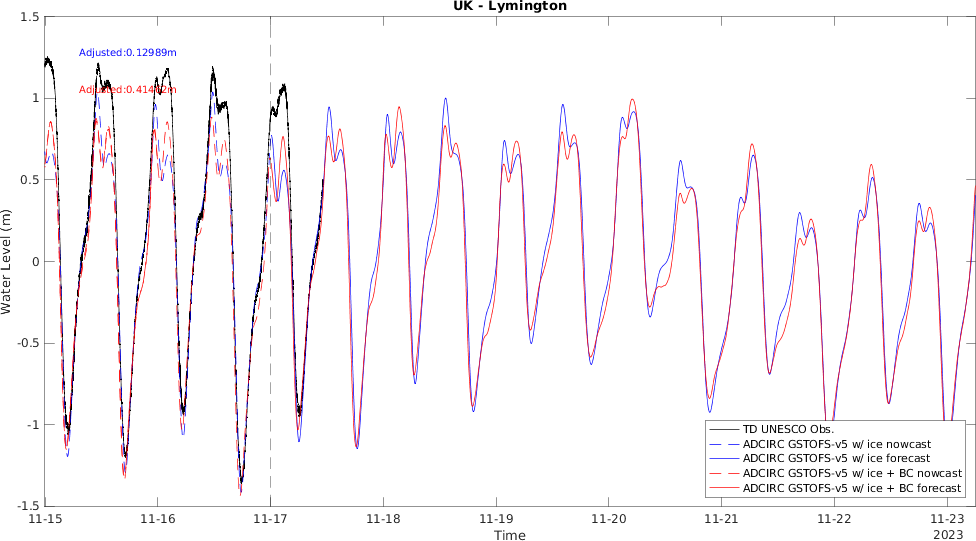 UK - Lymington
1.5
1
0.5
0
-0.5
-1
-1.5
Water Level (m)
Adjusted:0.12989m
TD UNESCO Obs.
ADCIRC GSTOFS-v5 w/ ice nowcast
ADCIRC GSTOFS-v5 w/ ice forecast
ADCIRC GSTOFS-v5 w/ ice + BC nowcast
ADCIRC GSTOFS-v5 w/ ice + BC forecast
11-15 11-16 11-17 11-18 11-19 11-20 11-21 11-22 11-23
Time
2023